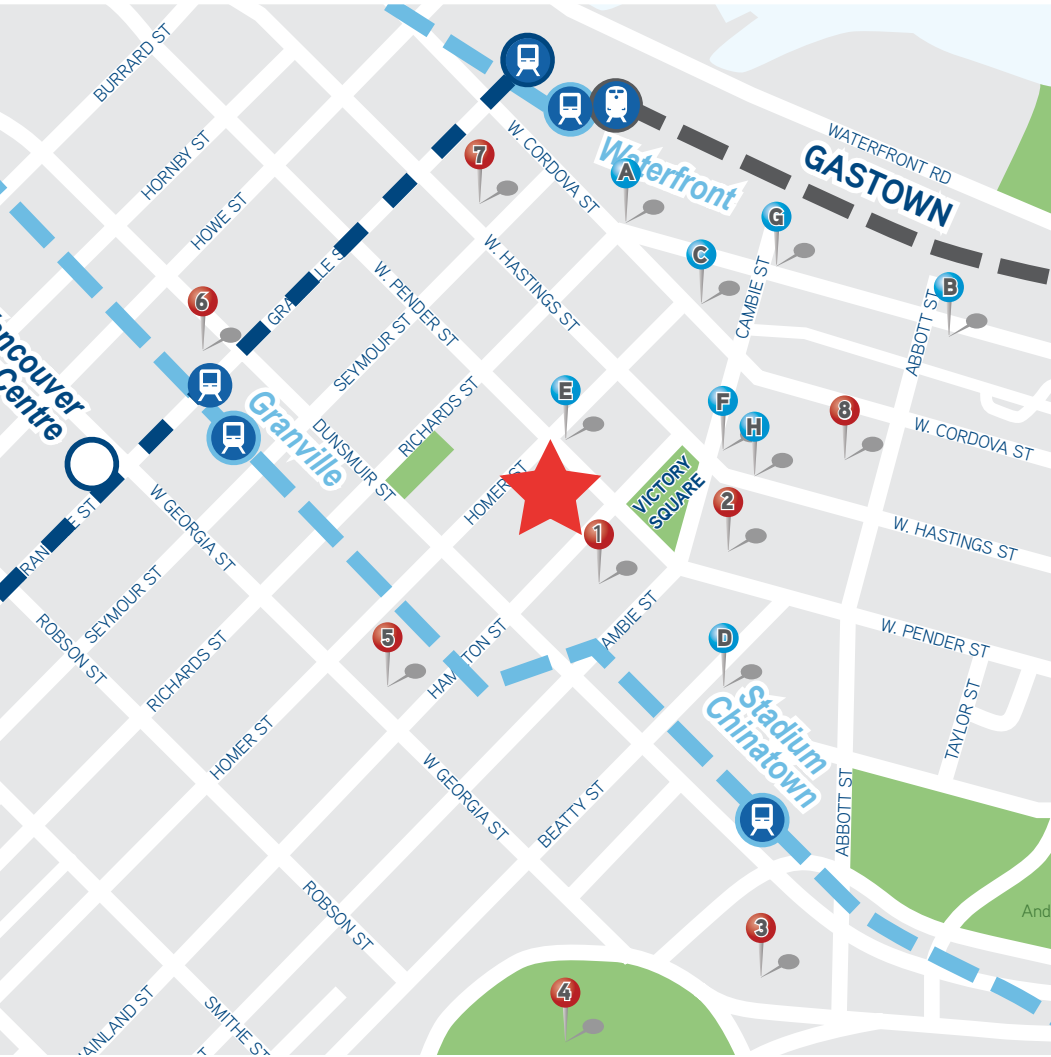 BURRARD ST
HORNBY ST
HOWE ST
WATERFRONT RD
GASTOWN
W. CORDOVA ST
Waterfront
7
A
G
C
B
CAMBIE ST
ABBOTT ST
W. HASTINGS ST
W. PENDER ST
SEYMOUR ST
RICHARDS ST
6
Centre
Granville
DUNSMUIR ST
E
F
H
8
W. CORDOVA ST
HOMER ST
VICTORY
SQUARE
2
1
W. HASTINGS ST
W GEORGIA ST
SEYMOUR ST
ROBSON ST
RICHARDS ST
HOMER ST
5
D
W. PENDER ST
TAYLOR ST
Stadium
Chinatown
W GEORGIA ST
BEATTY ST
ABBOTT ST
ROBSON ST
And
3
4
SMITHE ST